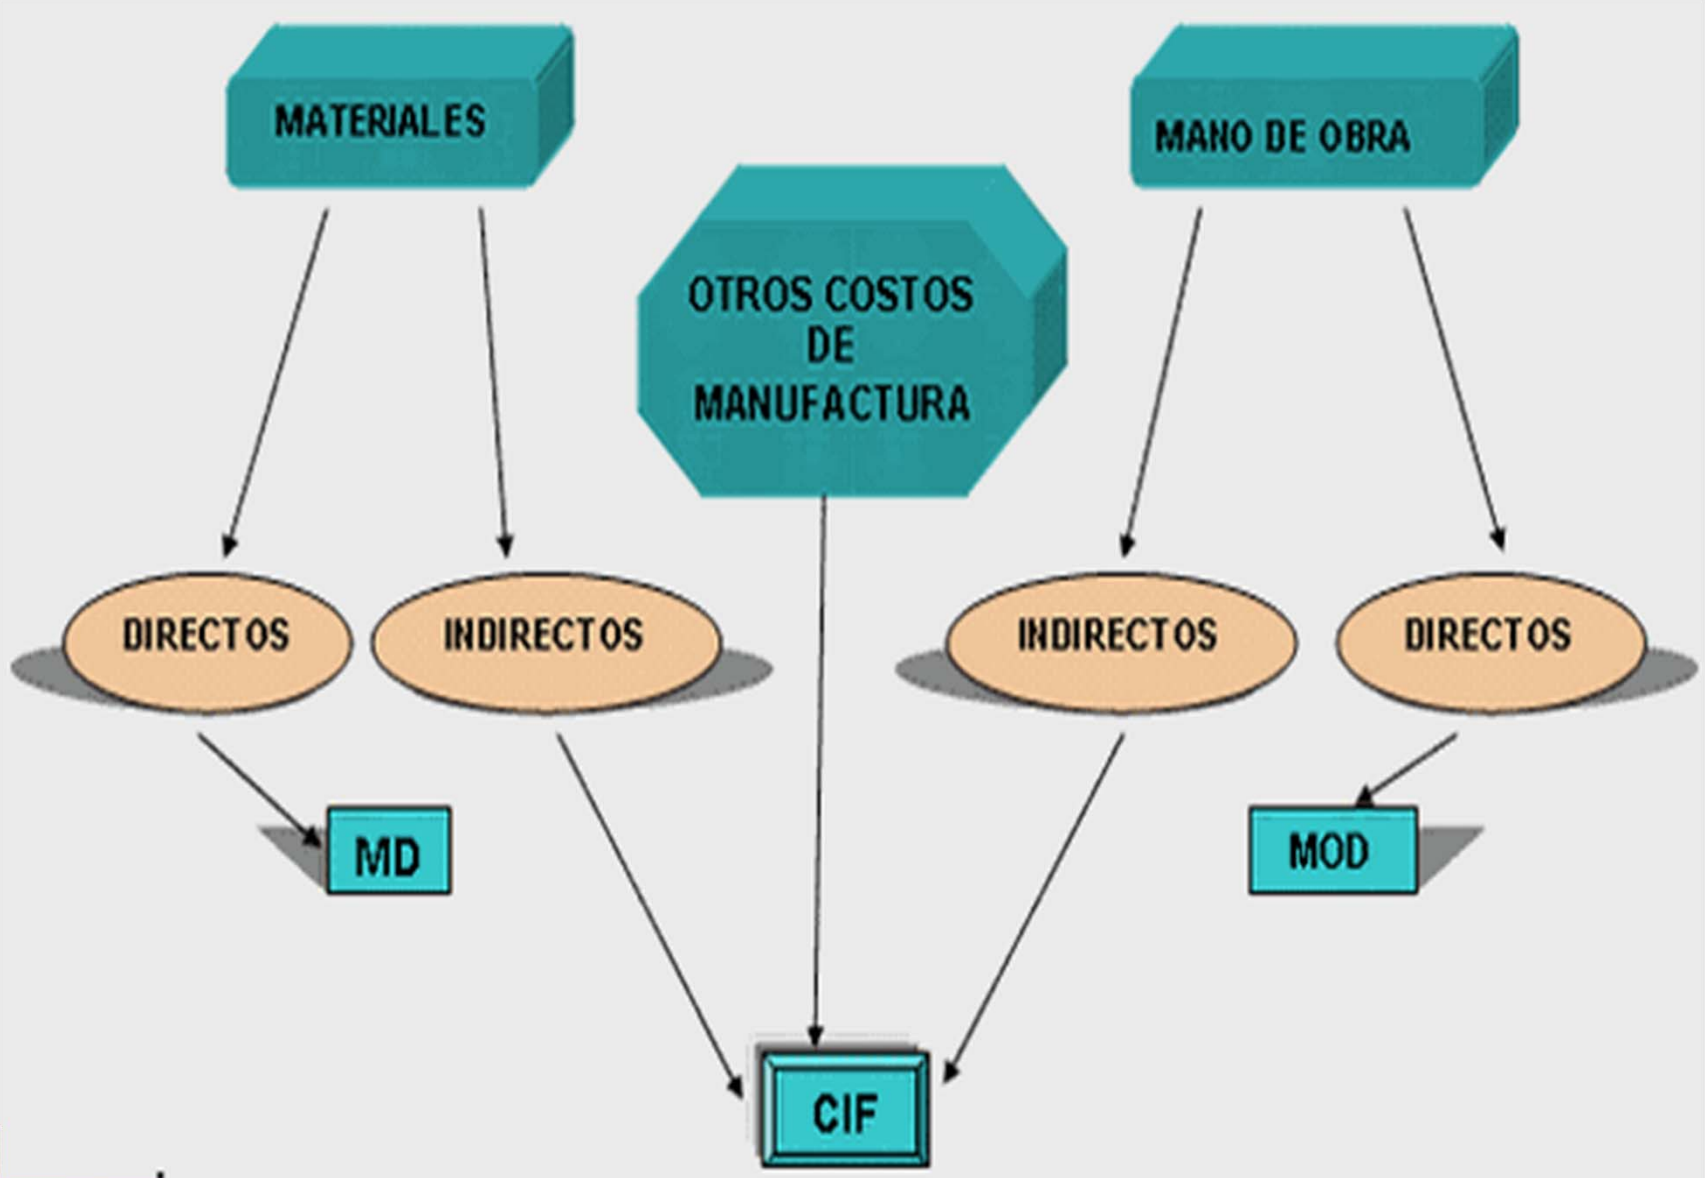 MATERIALES
MANO DE OBRA
OTROS COSTOS
DE
MANUFACTURA
DIRECTOS
INDIRECTOS
INDIRECTOS
DIRECTOS
MD
MOD
CIF